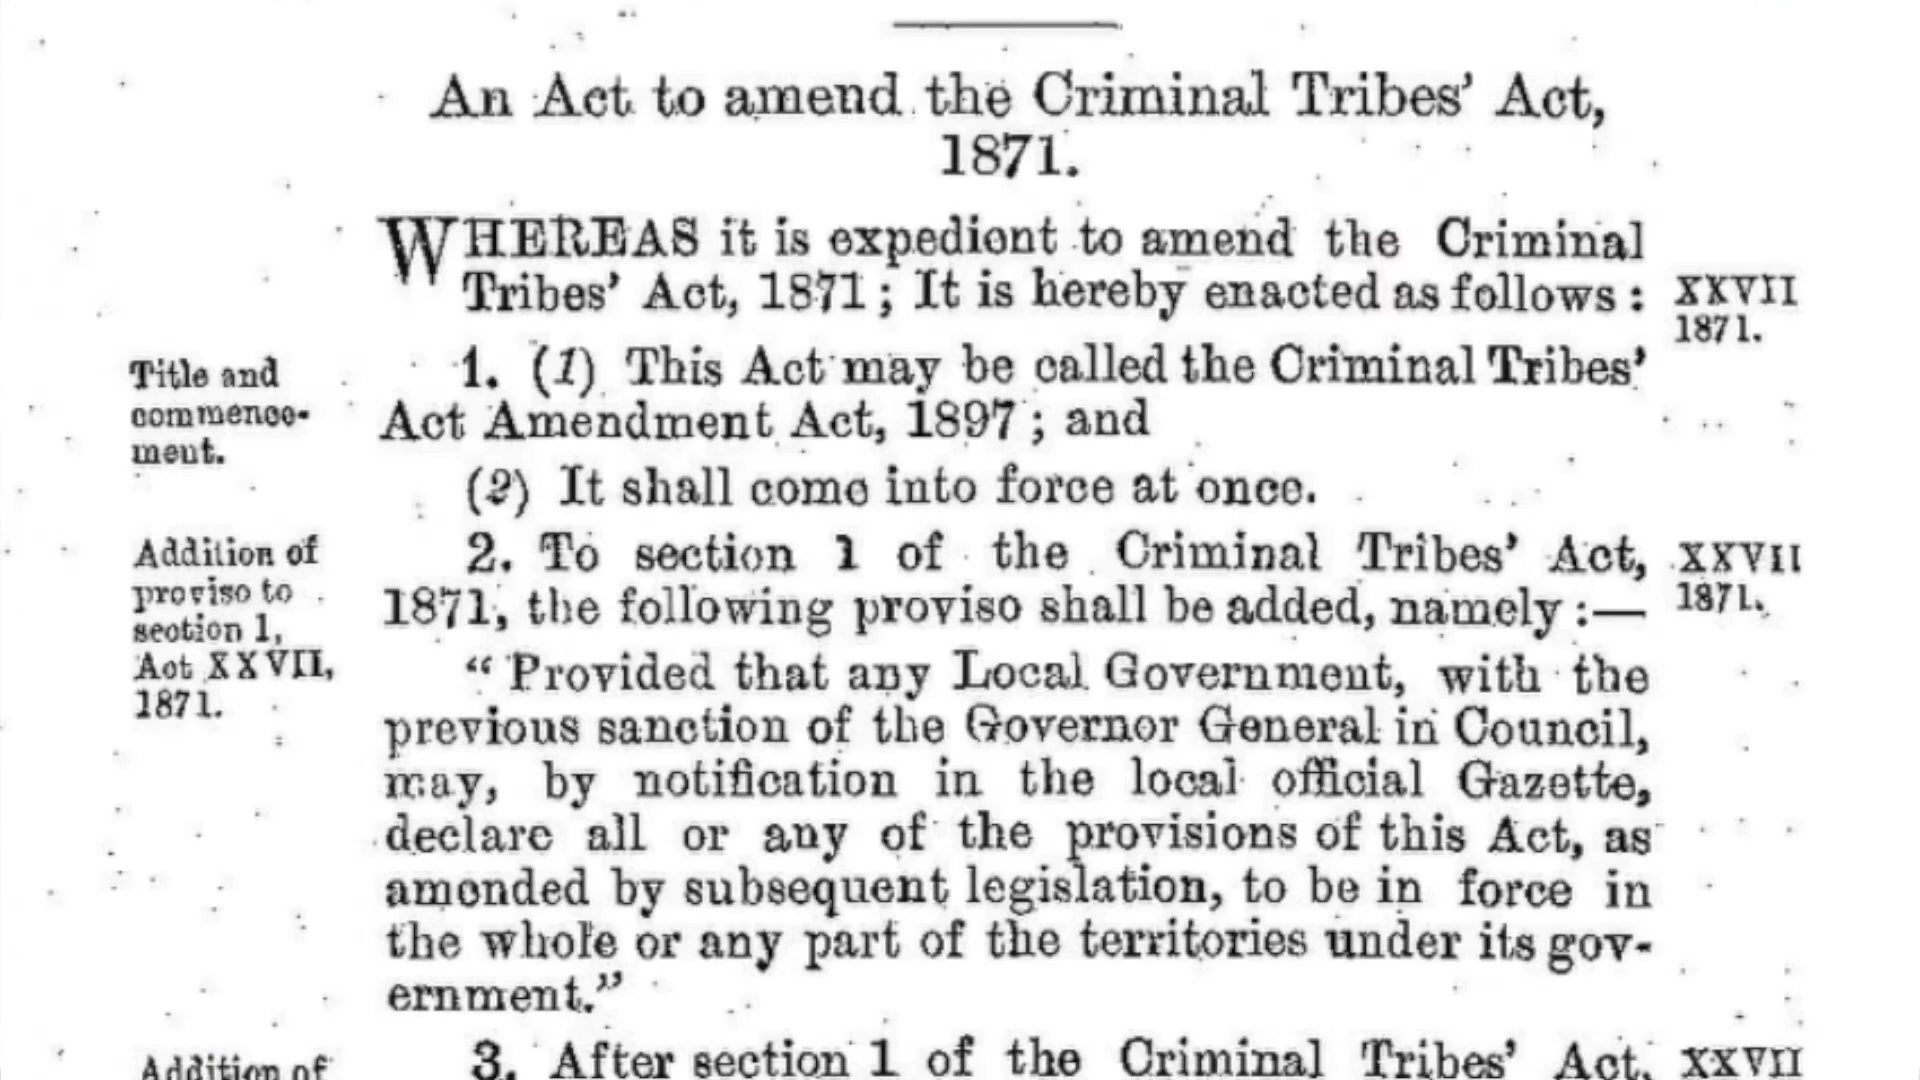 An Act to amend the Criminal Tribes' Act,
1871.
WHEREAS it is expedient to amend the Criminal
Tribes' Act, 1871; It is hereby enacted as follows:
XXVII
1871.
Title and
commence-
ment.
1. (1) This Act may be called the Criminal Tribes'
Act Amendment Act, 1897; and
(2) It shall come into force at once.
Addition of
proviso to
section 1,
Act XXVII,
1871.
2. To section 1 of the Criminal Tribes' Act,
1871, the following proviso shall be added, namely:—
XXVII
1871.
"Provided that any Local Government, with the
previous sanction of the Governor General in Council,
may, by notification in the local official Gazette,
declare all or any of the provisions of this Act, as
amended by subsequent legislation, to be in force in
the whole or any part of the territories under its gov-
ernment."
Addition of
3. After section 1 of the Criminal Tribes' Act,
XXVII